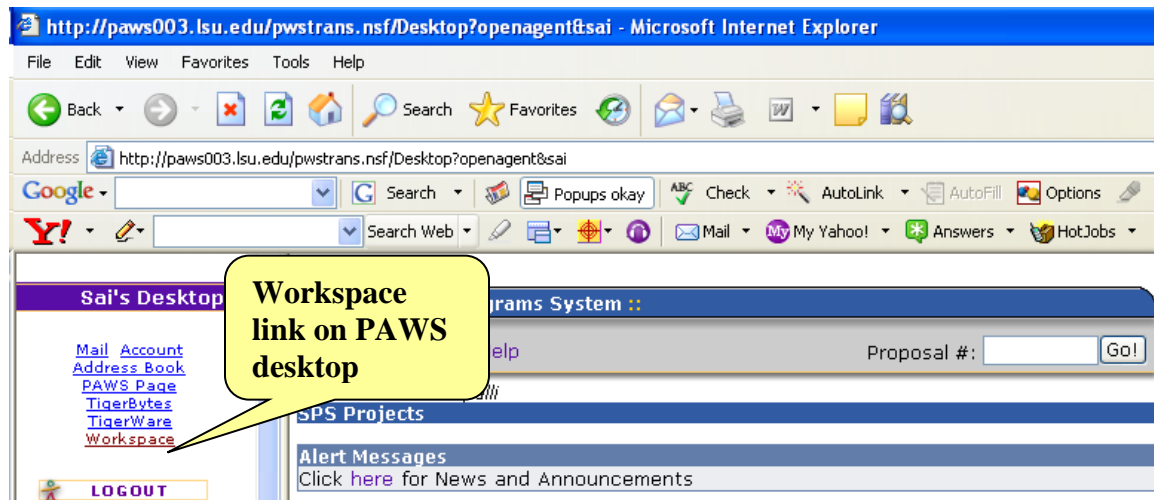 http://paws003.lsu.edu/pwstrans.nsf/Desktop?openagent&sai - Microsoft Internet Explorer
File Edit View Favorites Tools Help
Back Search Favorites
Address http://paws003.lsu.edu/pwstrans.nsf/Desktop?openagent&sai
Google G Search Popups okay ABC Check AutoLink AutoFill Options
Y! Search Web Mail My My Yahoo! Answers HotJobs
Sai's Desktop
Mail Account
Address Book
PAWS Page
TigerBytes
TigerWare
Workspace
LOGOUT
Workspace
link on PAWS
desktop
System ::
Proposal #: Go!
SPS Projects
Alert Messages
Click here for News and Announcements